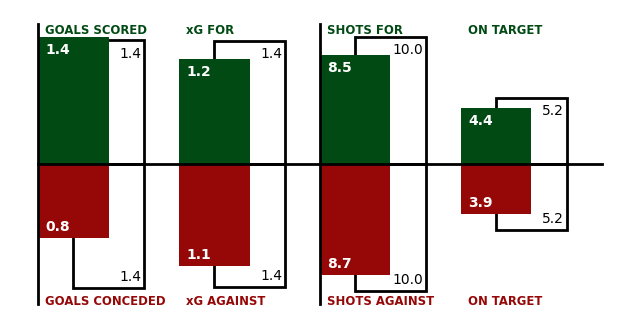 GOALS SCORED xG FOR SHOTS FOR ON TARGET
1.4 1.4 1.2 1.4 8.5 10.0 4.4 5.2
0.8 1.4 1.1 1.4 8.7 10.0 3.9 5.2
GOALS CONCEDED xG AGAINST SHOTS AGAINST ON TARGET